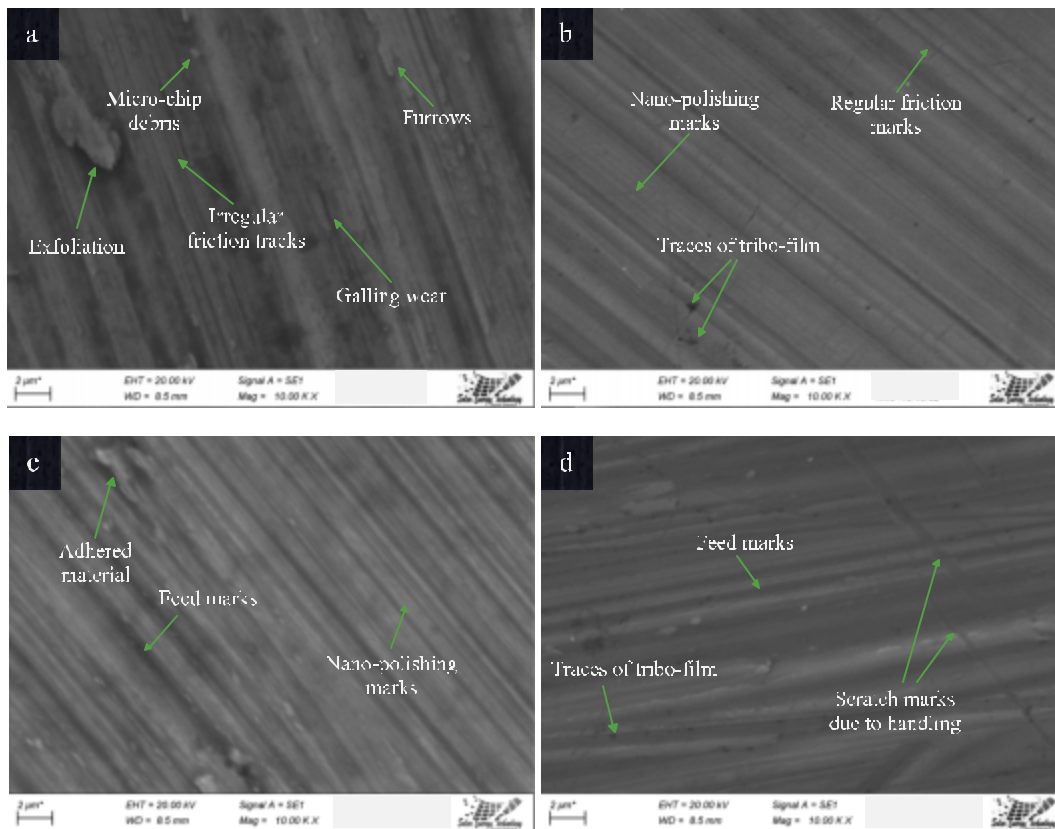 a
Micro-chip
debris
Furrows
Irregular
friction tracks
Exfoliation
Galling wear
2 µm*
EHT = 20.00 kV
Signal A = SE1
WD = 8.5 mm
Mag = 10.00 K X
b
Nano-polishing
marks
Regular friction
marks
Traces of tribo-film
2 µm*
EHT = 20.00 kV
Signal A = SE1
WD = 8.5 mm
Mag = 10.00 K X
c
Adhered
material
Feed marks
Nano-polishing
marks
2 µm*
EHT = 20.00 kV
Signal A = SE1
WD = 8.5 mm
Mag = 10.00 K X
d
Feed marks
Traces of tribo-film
Scratch marks
due to handling
2 µm*
EHT = 20.00 kV
Signal A = SE1
WD = 8.5 mm
Mag = 10.00 K X